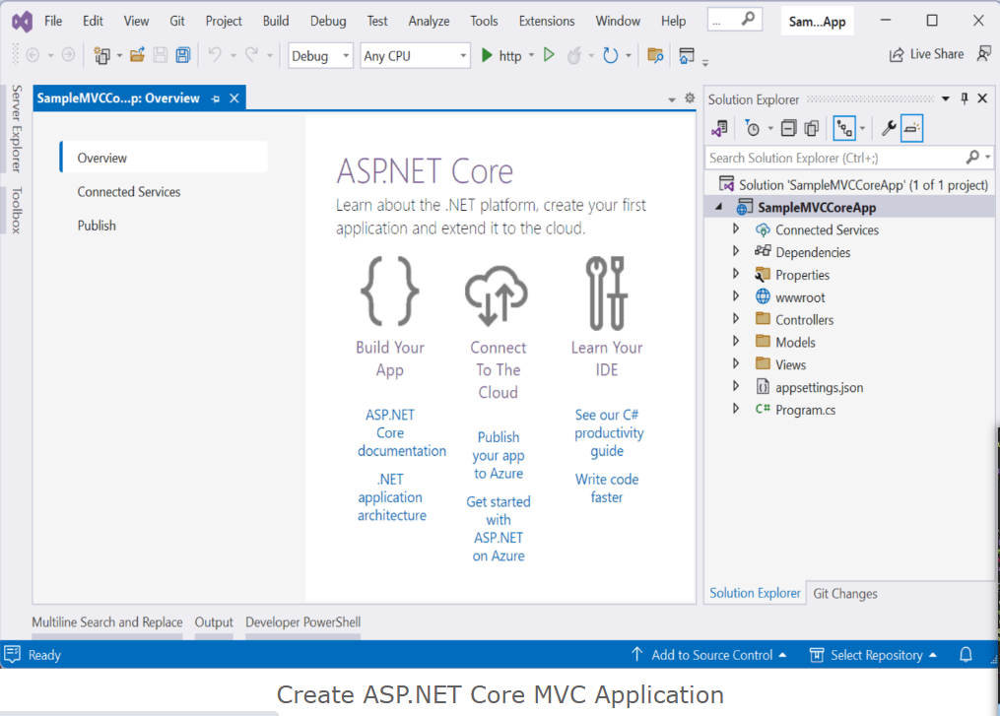 File Edit View Git Project Build Debug Test Analyze Tools Extensions Window Help ... Sam...App
Debug Any CPU http Live Share
Server Explorer
Toolbox
SampleMVCCo...p: Overview
Overview
Connected Services
Publish
ASP.NET Core
Learn about the .NET platform, create your first
application and extend it to the cloud.
Build Your
App
ASP.NET
Core
documentation
.NET
application
architecture
Connect
To The
Cloud
Publish
your app
to Azure
Get started
with
ASP.NET
on Azure
Learn Your
IDE
See our C#
productivity
guide
Write code
faster
Solution Explorer
Search Solution Explorer (Ctrl+;)
Solution 'SampleMVCCoreApp' (1 of 1 project)
SampleMVCCoreApp
Connected Services
Dependencies
Properties
wwwroot
Controllers
Models
Views
appsettings.json
C# Program.cs
Solution Explorer Git Changes
Multiline Search and Replace Output Developer PowerShell
Ready Add to Source Control Select Repository
Create ASP.NET Core MVC Application